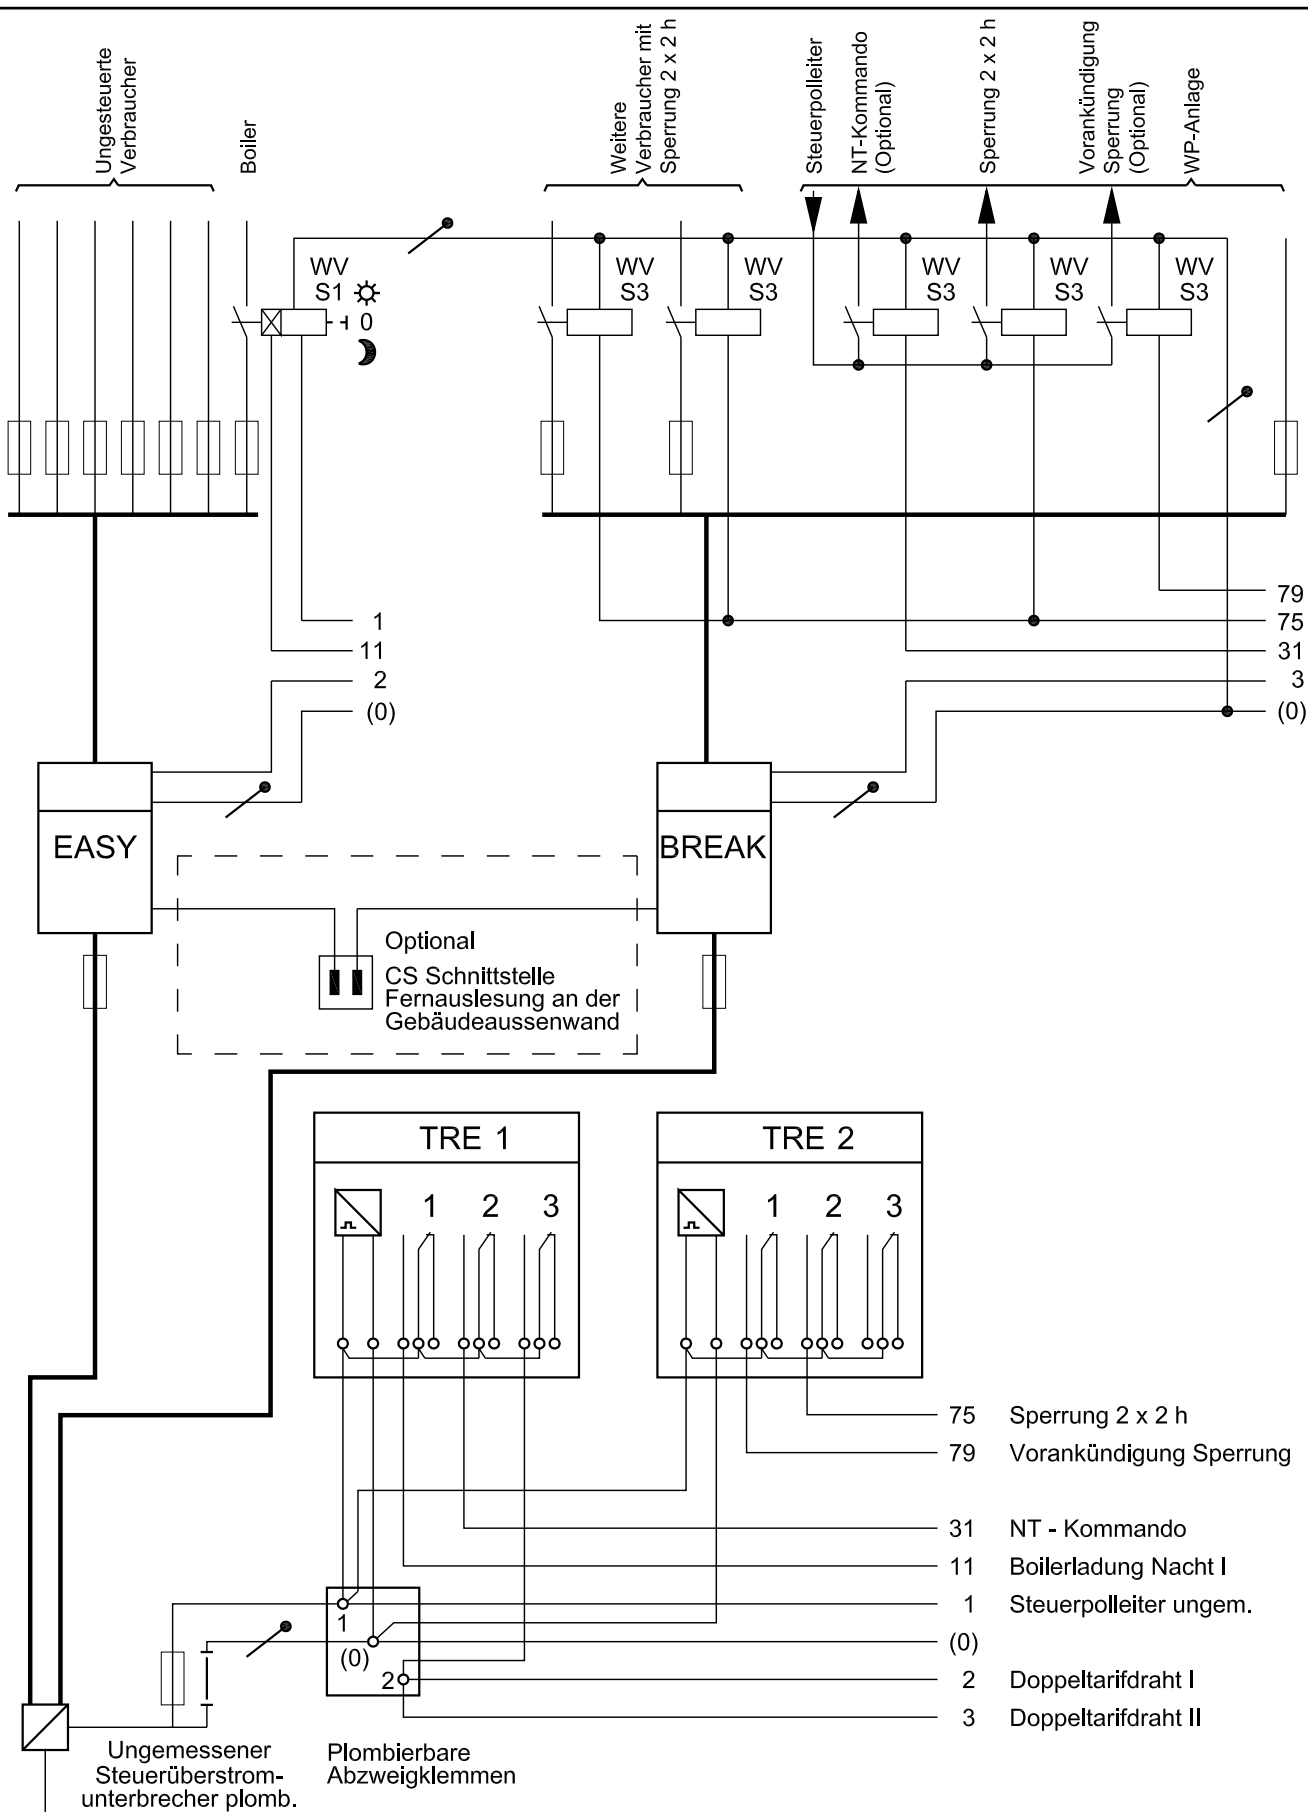 Ungesteuerte
Verbraucher
Boiler
Weitere
Verbraucher mit
Sperrung 2 x 2 h
Steuerpolleiter
NT-Kommando
(Optional)
Sperrung 2 x 2 h
Vorankündigung
Sperrung
(Optional)
WP-Anlage
WV
S1
0
WV
S3
WV
S3
WV
S3
WV
S3
WV
S3
1
11
2
(0)
79
75
31
3
(0)
EASY
BREAK
Optional
CS Schnittstelle
Fernauslesung an der
Gebäudeaussenwand
TRE 1
1 2 3
TRE 2
1 2 3
75 Sperrung 2 x 2 h
79 Vorankündigung Sperrung
31 NT - Kommando
11 Boilerladung Nacht I
1 Steuerpolleiter ungem.
(0)
2 Doppeltarifdraht I
3 Doppeltarifdraht II
1
(0)
2
Ungemessener
Steuerüberstrom-
unterbrecher plomb.
Plombierbare
Abzweigklemmen